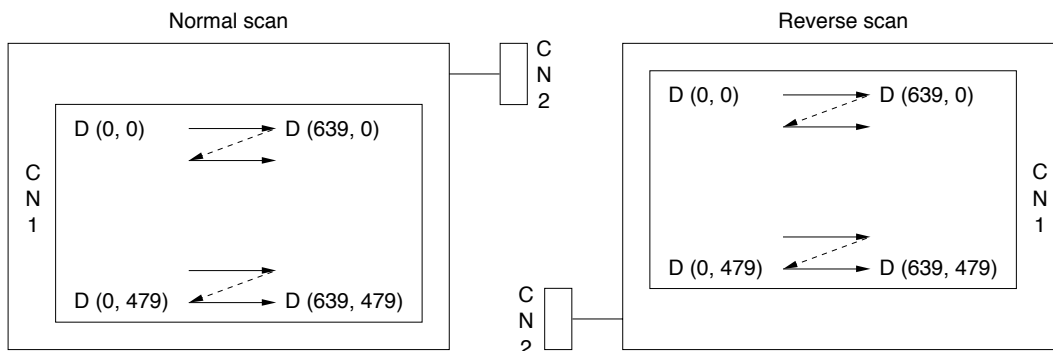 Normal scan
Reverse scan
C
N
2
D (0, 0)
D (639, 0)
C
N
1
D (0, 479)
D (639, 479)
D (0, 0)
D (639, 0)
C
N
1
D (0, 479)
D (639, 479)
C
N
2